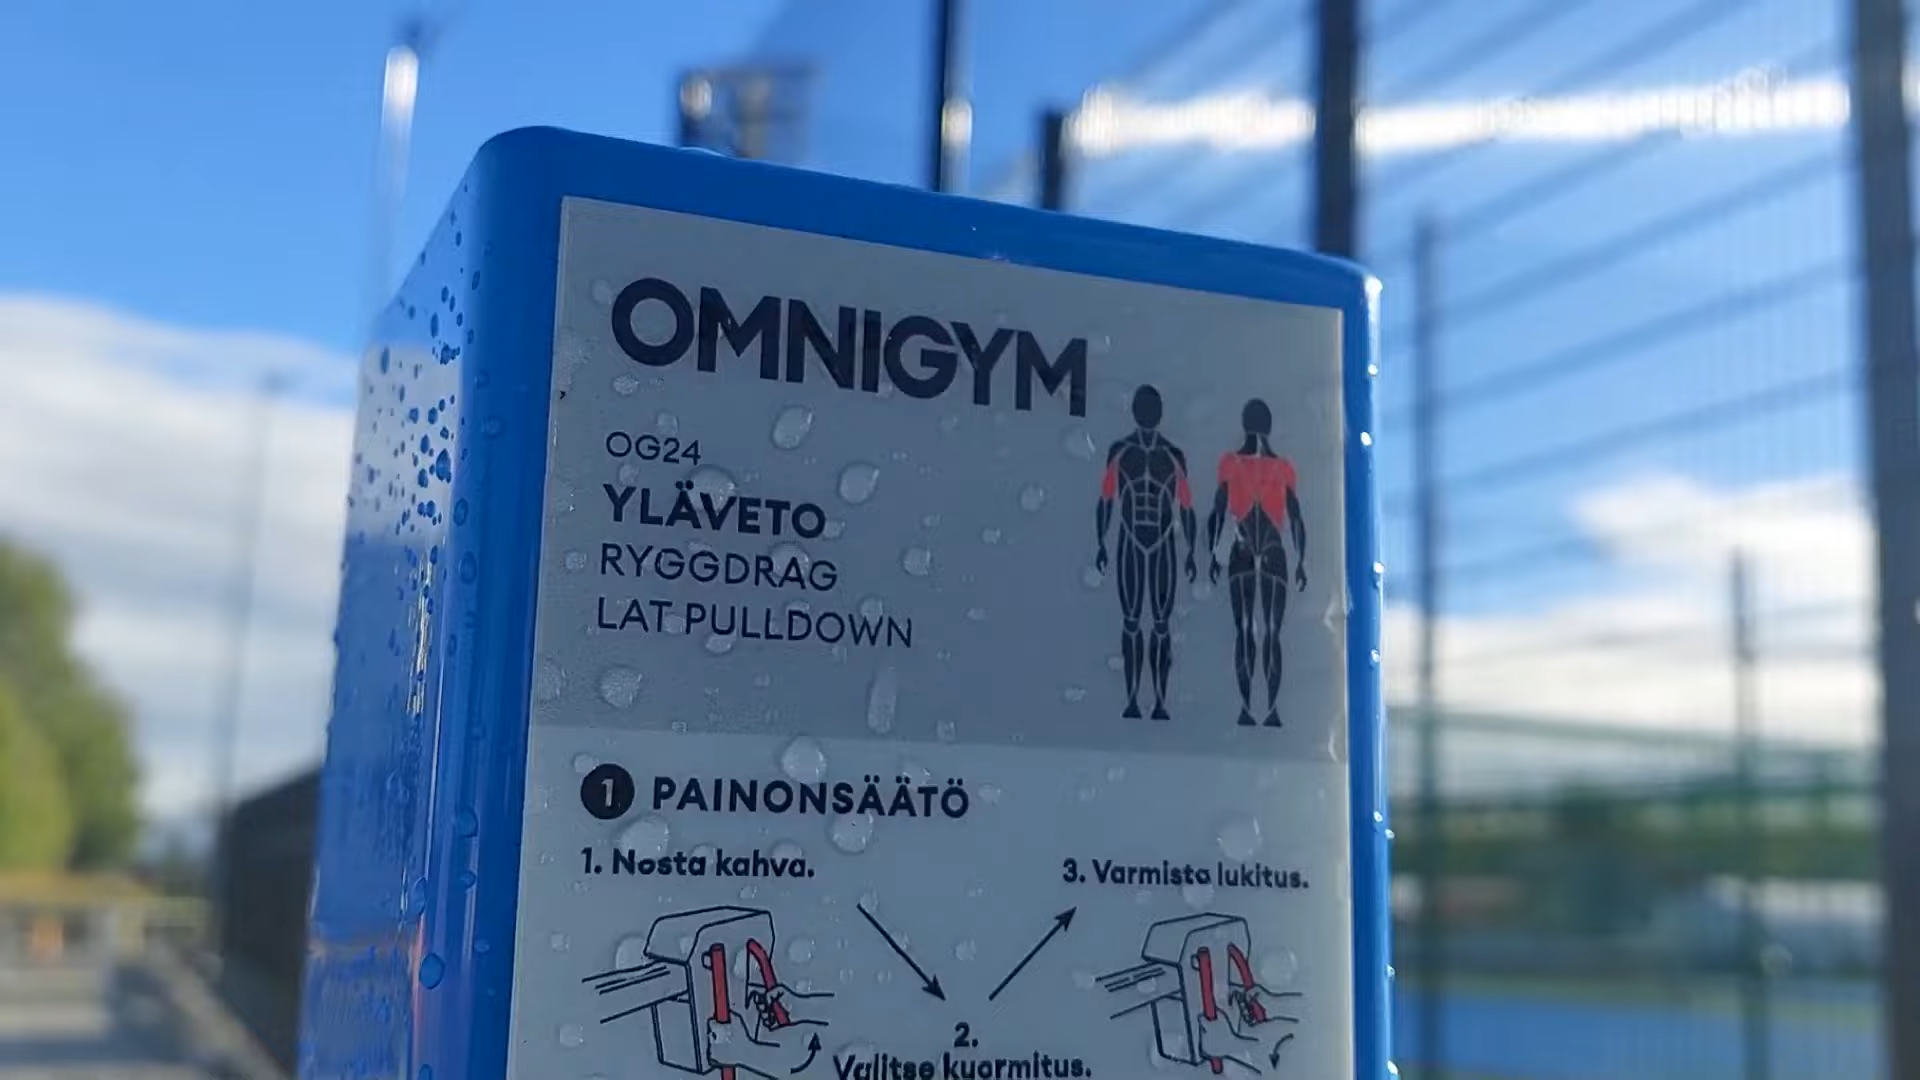 OMNIGYM
OG24
YLÄVETO
RYGGDRAG
LAT PULLDOWN
1 PAINONSÄÄTÖ
1. Nosta kahva.
3. Varmista lukitus.
2.
Valitse kuormitus.